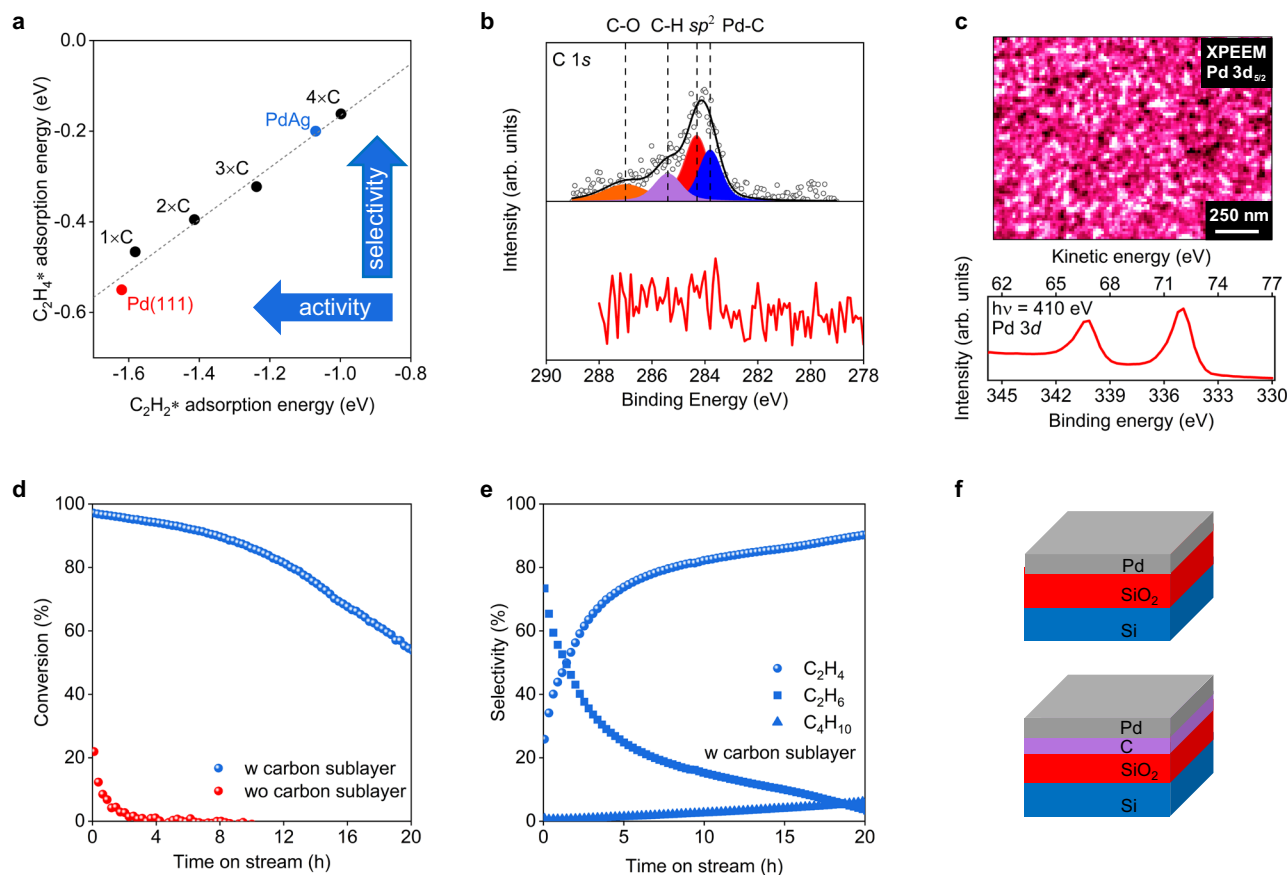 a
0.0
-0.2
-0.4
-0.6
C₂H₄* adsorption energy (eV)
4×C
PdAg
3×C
2×C
1×C
Pd(111)
selectivity
activity
-1.6 -1.4 -1.2 -1.0 -0.8
C₂H₂* adsorption energy (eV)
b
C-O C-H sp² Pd-C
C 1s
Intensity (arb. units)
290 288 286 284 282 280 278
Binding Energy (eV)
c
XPEEM
Pd 3d₅/₂
250 nm
Kinetic energy (eV)
62 65 68 71 74 77
hν = 410 eV
Pd 3d
Intensity (arb. units)
345 342 339 336 333 330
Binding energy (eV)
d
100
80
60
40
20
0
Conversion (%)
w carbon sublayer
wo carbon sublayer
0 4 8 12 16 20
Time on stream (h)
e
100
80
60
40
20
0
Selectivity (%)
C₂H₄
C₂H₆
C₄H₁₀
w carbon sublayer
0 5 10 15 20
Time on stream (h)
f
Pd
SiO₂
Si
Pd
C
SiO₂
Si